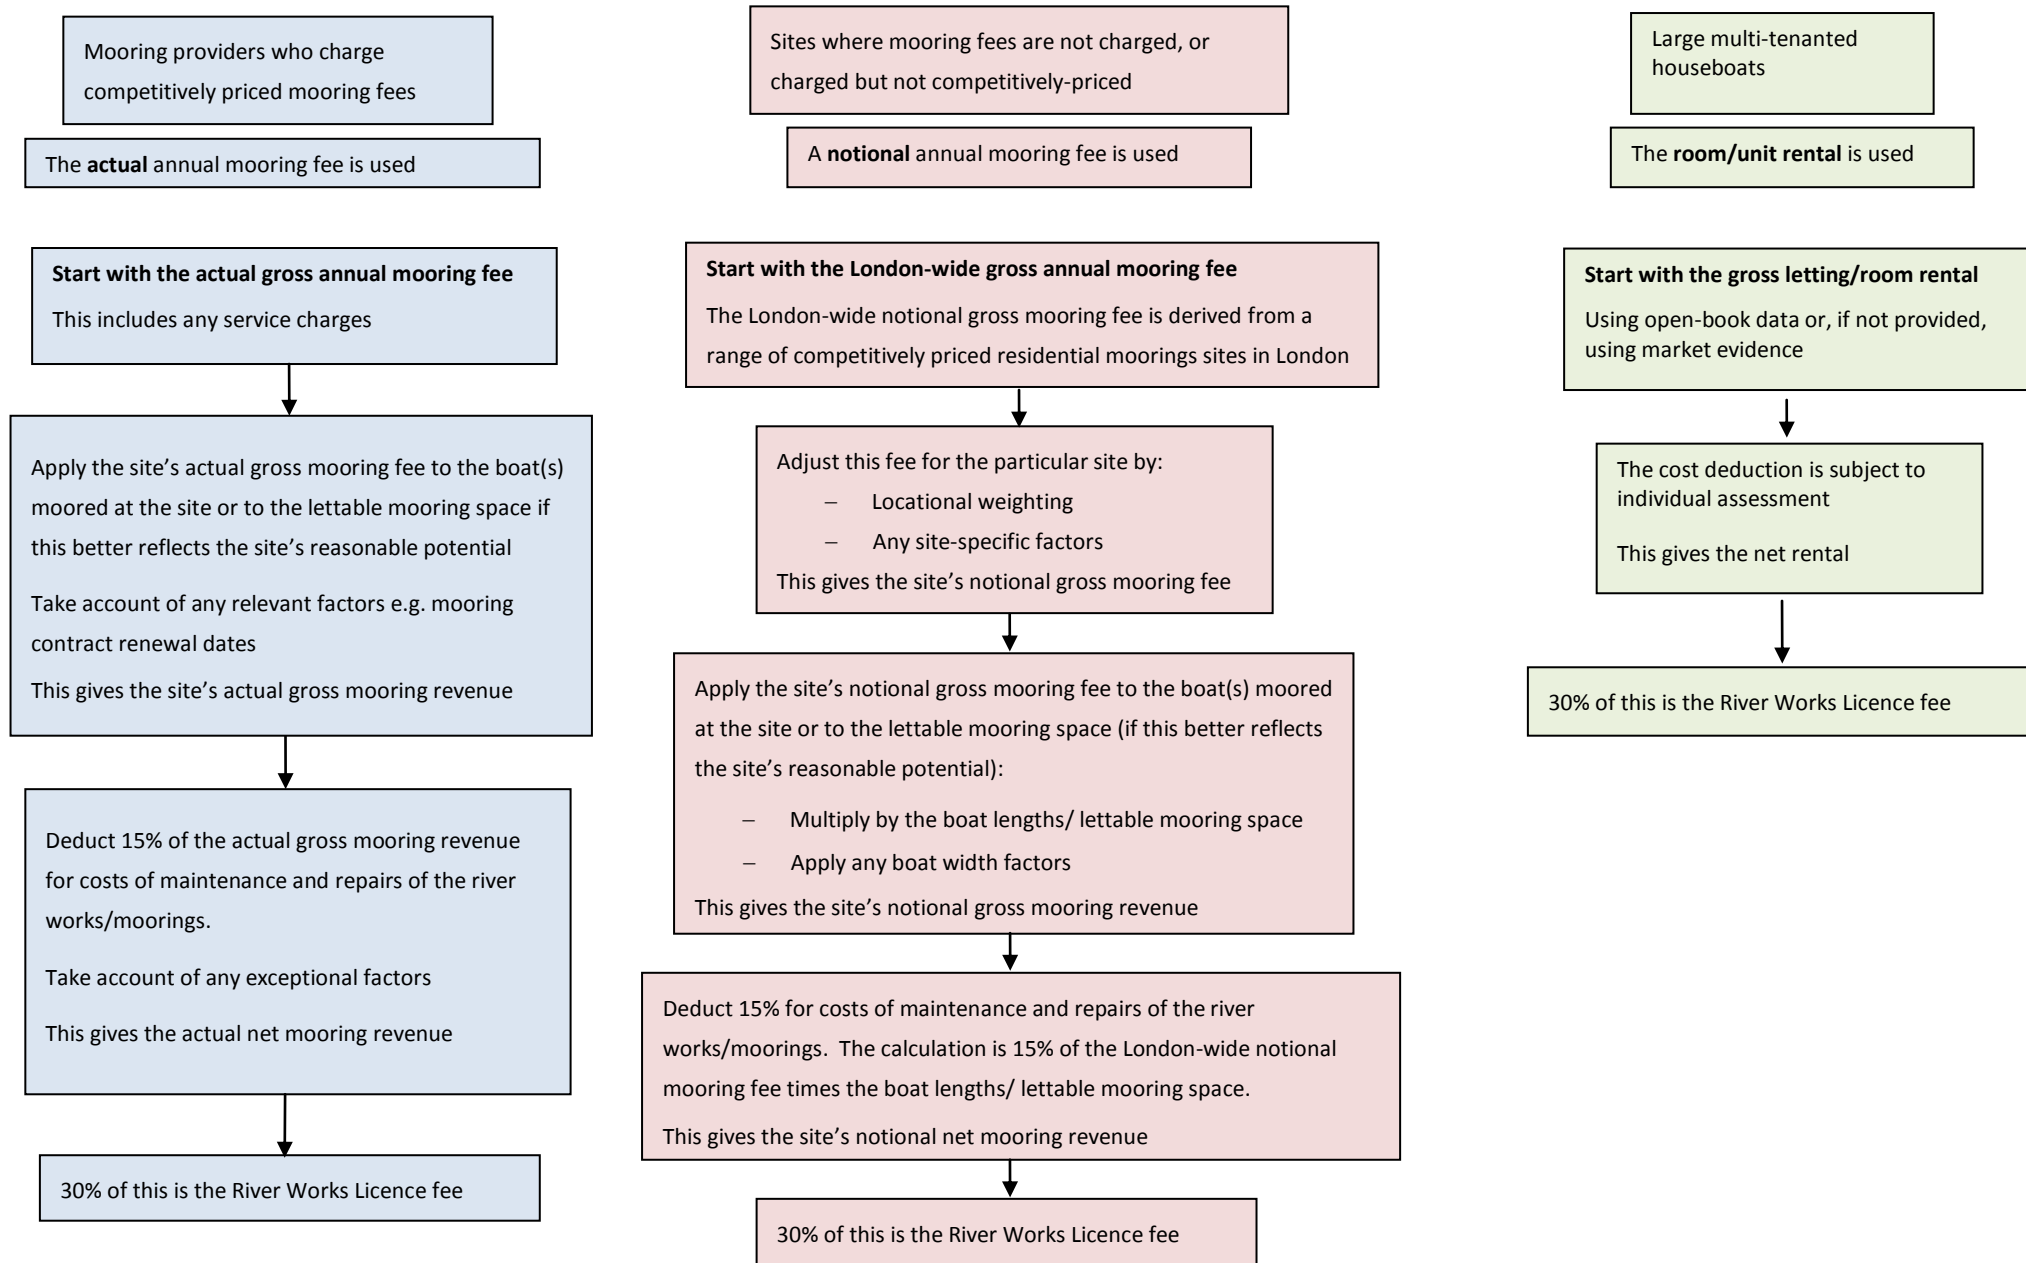 Mooring providers who charge
competitively priced mooring fees
The actual annual mooring fee is used
Start with the actual gross annual mooring fee
This includes any service charges
Apply the site’s actual gross mooring fee to the boat(s)
moored at the site or to the lettable mooring space if
this better reflects the site’s reasonable potential
Take account of any relevant factors e.g. mooring
contract renewal dates
This gives the site’s actual gross mooring revenue
Deduct 15% of the actual gross mooring revenue
for costs of maintenance and repairs of the river
works/moorings.
Take account of any exceptional factors
This gives the actual net mooring revenue
30% of this is the River Works Licence fee
Sites where mooring fees are not charged, or
charged but not competitively-priced
A notional annual mooring fee is used
Start with the London-wide gross annual mooring fee
The London-wide notional gross mooring fee is derived from a
range of competitively priced residential moorings sites in London
Adjust this fee for the particular site by:
– Locational weighting
– Any site-specific factors
This gives the site’s notional gross mooring fee
Apply the site’s notional gross mooring fee to the boat(s) moored
at the site or to the lettable mooring space (if this better reflects
the site’s reasonable potential):
– Multiply by the boat lengths/ lettable mooring space
– Apply any boat width factors
This gives the site’s notional gross mooring revenue
Deduct 15% for costs of maintenance and repairs of the river
works/moorings.  The calculation is 15% of the London-wide notional
mooring fee times the boat lengths/ lettable mooring space.
This gives the site’s notional net mooring revenue
30% of this is the River Works Licence fee
Large multi-tenanted
houseboats
The room/unit rental is used
Start with the gross letting/room rental
Using open-book data or, if not provided,
using market evidence
The cost deduction is subject to
individual assessment
This gives the net rental
30% of this is the River Works Licence fee